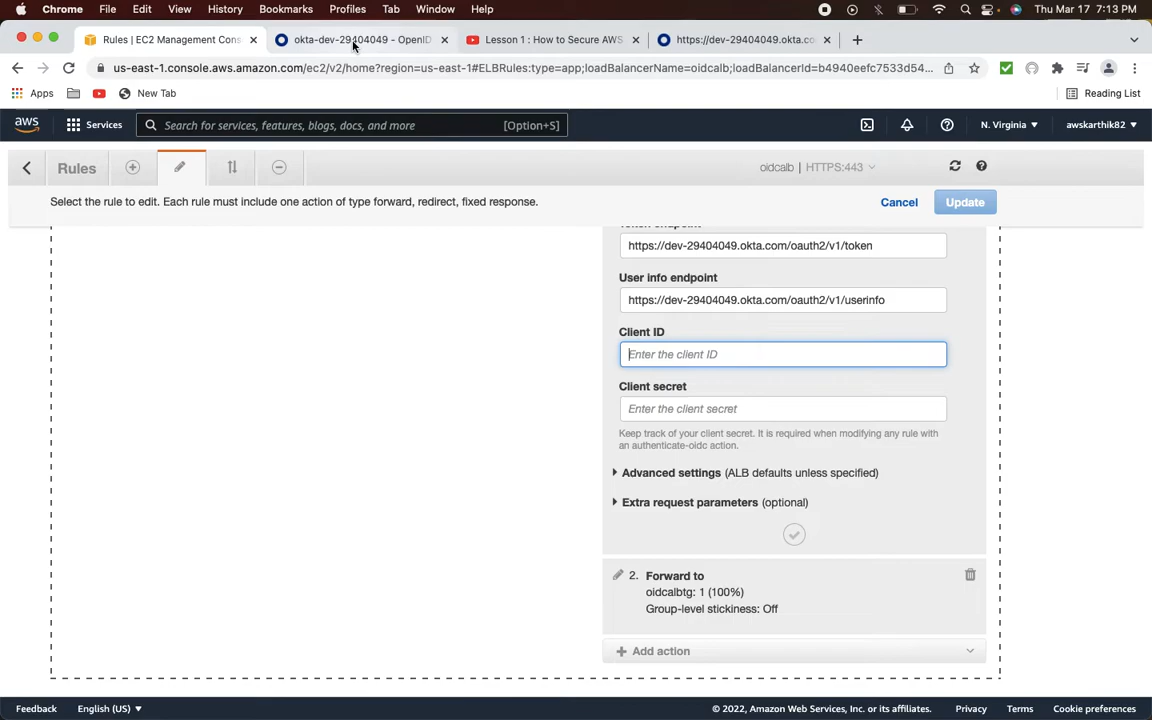 Chrome File Edit View History Bookmarks Profiles Tab Window Help Thu Mar 17 7:13 PM
Rules | EC2 Management Cons okta-dev-29404049 - OpenID Lesson 1 : How to Secure AWS https://dev-29404049.okta.co
us-east-1.console.aws.amazon.com/ec2/v2/home?region=us-east-1#ELBRules:type=app;loadBalancerName=oidcalb;loadBalancerId=b4940eefc7533d54...
Apps New Tab Reading List
aws Services Search for services, features, blogs, docs, and more [Option+S] N. Virginia awskarthik82
Rules oidcalb | HTTPS:443
Select the rule to edit. Each rule must include one action of type forward, redirect, fixed response. Cancel Update
Token endpoint
https://dev-29404049.okta.com/oauth2/v1/token
User info endpoint
https://dev-29404049.okta.com/oauth2/v1/userinfo
Client ID
Enter the client ID
Client secret
Enter the client secret
Keep track of your client secret. It is required when modifying any rule with
an authenticate-oidc action.
Advanced settings (ALB defaults unless specified)
Extra request parameters (optional)
2. Forward to
oidcalbtg: 1 (100%)
Group-level stickiness: Off
Add action
Feedback English (US) © 2022, Amazon Web Services, Inc. or its affiliates. Privacy Terms Cookie preferences